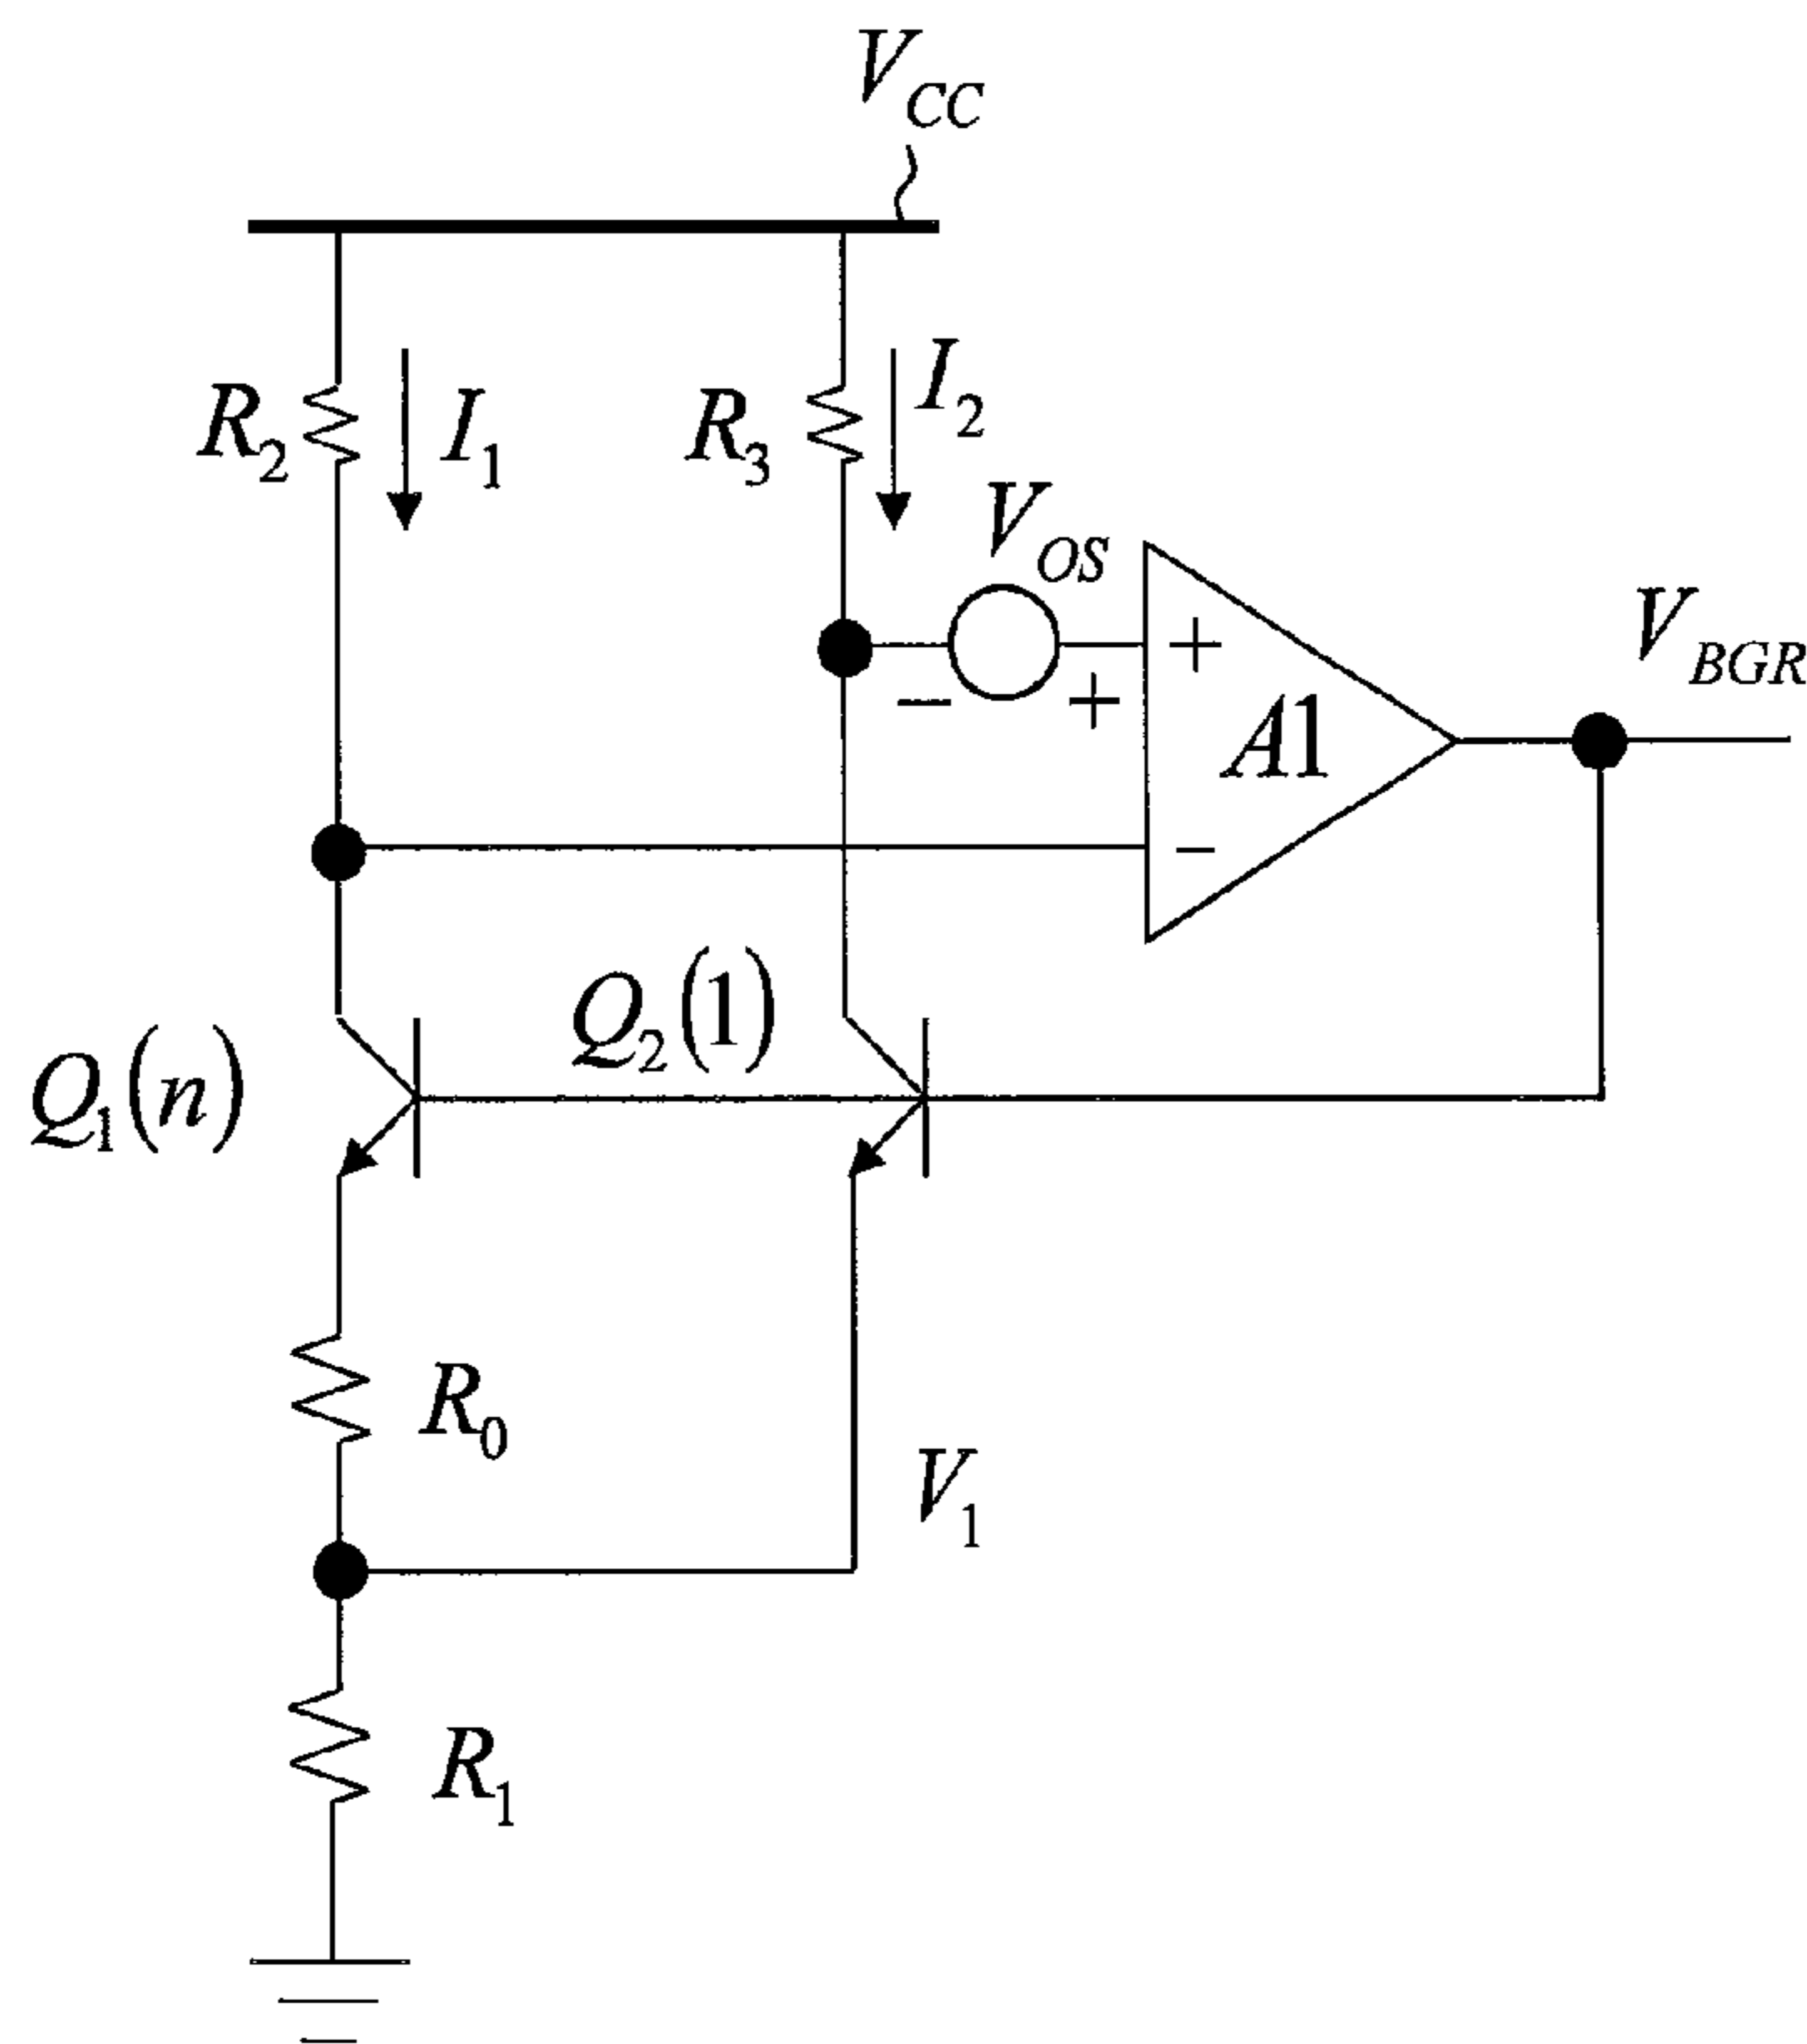 V_CC
R_2
I_1
R_3
I_2
V_OS
+
V_BGR
−
+
A1
−
Q_2(1)
Q_1(n)
R_0
V_1
R_1